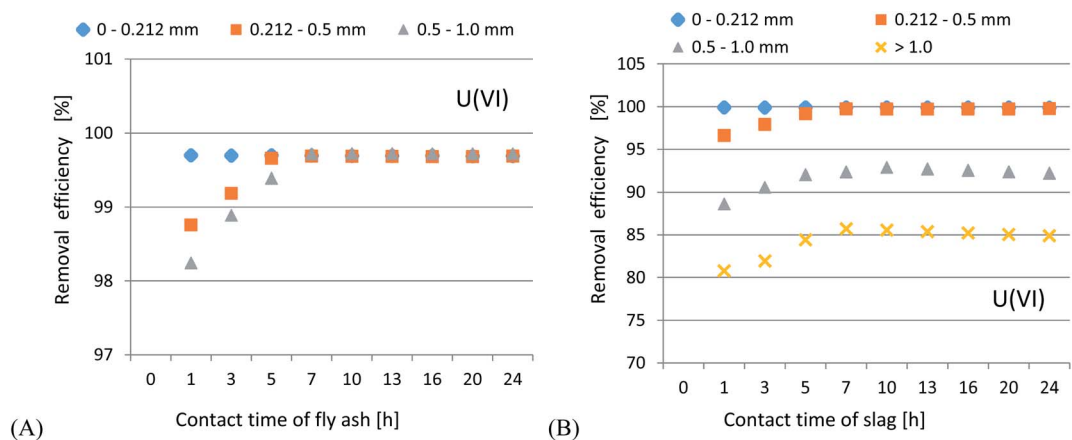 0 - 0.212 mm 0.212 - 0.5 mm 0.5 - 1.0 mm
101
100
99
98
97
Removal efficiency [%]
U(VI)
0 1 3 5 7 10 13 16 20 24
Contact time of fly ash [h]
(A)
0 - 0.212 mm 0.212 - 0.5 mm
0.5 - 1.0 mm > 1.0
105
100
95
90
85
80
75
70
Removal efficiency [%]
U(VI)
0 1 3 5 7 10 13 16 20 24
Contact time of slag [h]
(B)